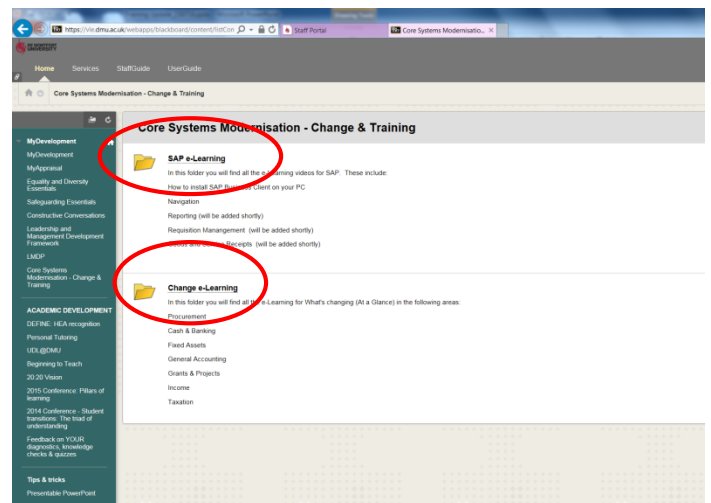 https://vle.dmu.ac.uk/webapps/blackboard/content/listCon
Staff Portal
Core Systems Modernisatio...
DE MONTFORT
UNIVERSITY
Home Services StaffGuide UserGuide
Core Systems Modernisation - Change & Training
MyDevelopment
MyDevelopment
MyAppraisal
Equality and Diversity
Essentials
Safeguarding Essentials
Constructive Conversations
Leadership and
Management Development
Framework
LMDP
Core Systems
Modernisation - Change &
Training
ACADEMIC DEVELOPMENT
DEFINE: HEA recognition
Personal Tutoring
UDL@DMU
Beginning to Teach
20:20 Vision
2015 Conference: Pillars of
learning
2014 Conference - Student
transitions: The triad of
understanding
Feedback on YOUR
diagnostics, knowledge
checks & quizzes
Tips & tricks
Presentable PowerPoint
Core Systems Modernisation - Change & Training
SAP e-Learning
In this folder you will find all the e-Learning videos for SAP. These include:
How to install SAP Business Client on your PC
Navigation
Reporting (will be added shortly)
Requisition Manangement (will be added shortly)
Receipts (will be added shortly)
Change e-Learning
In this folder you will find all the e-Learning for What's changing (At a Glance) in the following areas:
Procurement
Cash & Banking
Fixed Assets
General Accounting
Grants & Projects
Income
Taxation